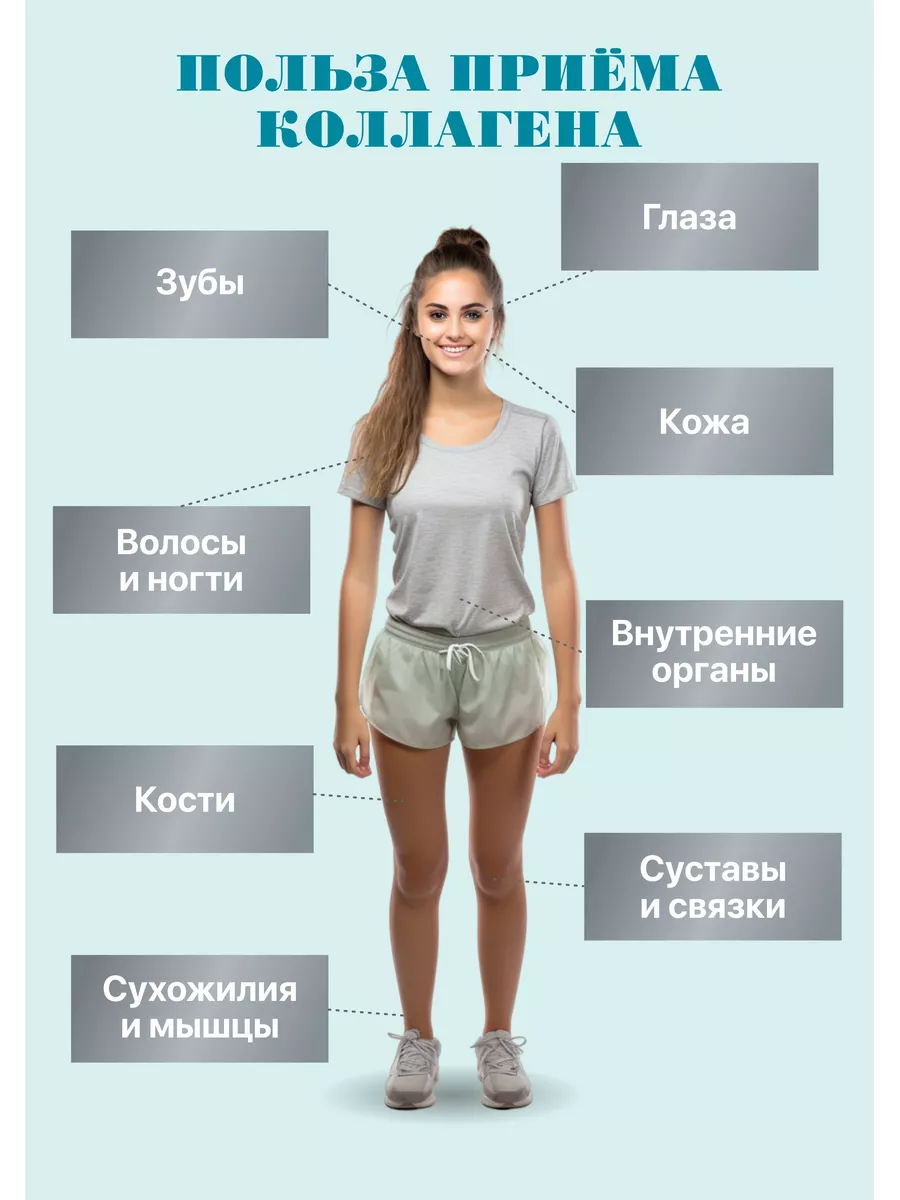 ПОЛЬЗА ПРИЁМА
КОЛЛАГЕНА
Глаза
Зубы
Кожа
Волосы
и ногти
Внутренние
органы
Кости
Суставы
и связки
Сухожилия
и мышцы